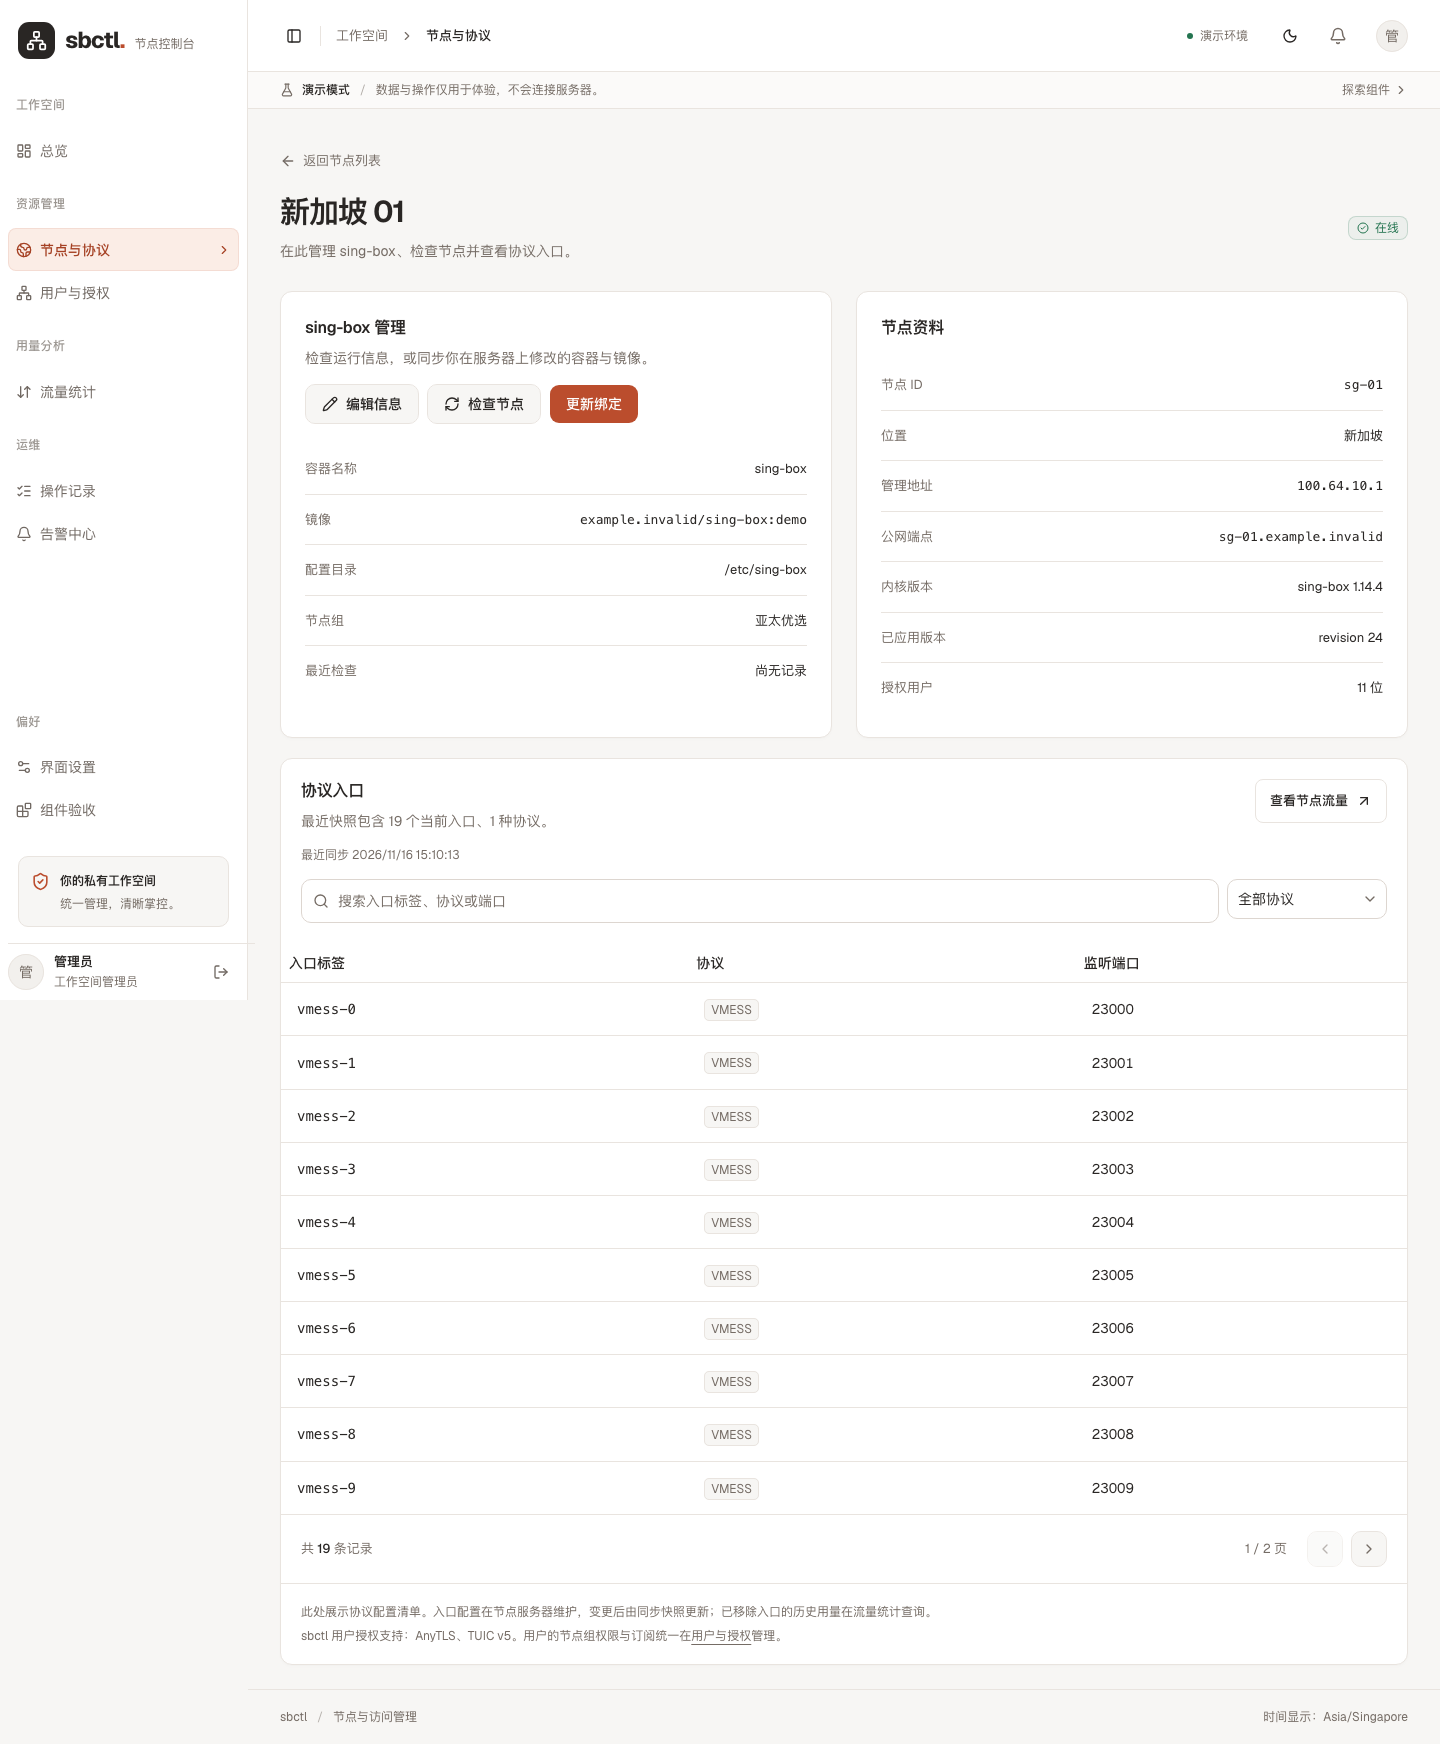 sbctl. 节点控制台
工作空间
总览
资源管理
节点与协议
用户与授权
用量分析
流量统计
运维
操作记录
告警中心
偏好
界面设置
组件验收
你的私有工作空间
统一管理，清晰掌控。
管
管理员
工作空间管理员
工作空间 节点与协议
演示环境
管
演示模式 / 数据与操作仅用于体验，不会连接服务器。
探索组件
返回节点列表
新加坡 01
在此管理 sing-box、检查节点并查看协议入口。
在线
sing-box 管理
检查运行信息，或同步你在服务器上修改的容器与镜像。
编辑信息 检查节点 更新绑定
容器名称 sing-box
镜像 example.invalid/sing-box:demo
配置目录 /etc/sing-box
节点组 亚太优选
最近检查 尚无记录
节点资料
节点 ID sg-01
位置 新加坡
管理地址 100.64.10.1
公网端点 sg-01.example.invalid
内核版本 sing-box 1.14.4
已应用版本 revision 24
授权用户 11 位
协议入口
最近快照包含 19 个当前入口、1 种协议。
最近同步 2026/11/16 15:10:13
查看节点流量
搜索入口标签、协议或端口
全部协议
入口标签 协议 监听端口
vmess-0 VMESS 23000
vmess-1 VMESS 23001
vmess-2 VMESS 23002
vmess-3 VMESS 23003
vmess-4 VMESS 23004
vmess-5 VMESS 23005
vmess-6 VMESS 23006
vmess-7 VMESS 23007
vmess-8 VMESS 23008
vmess-9 VMESS 23009
共 19 条记录
1 / 2 页
此处展示协议配置清单。入口配置在节点服务器维护，变更后由同步快照更新；已移除入口的历史用量在流量统计查询。
sbctl 用户授权支持：AnyTLS、TUIC v5。用户的节点组权限与订阅统一在用户与授权管理。
sbctl / 节点与访问管理
时间显示：Asia/Singapore